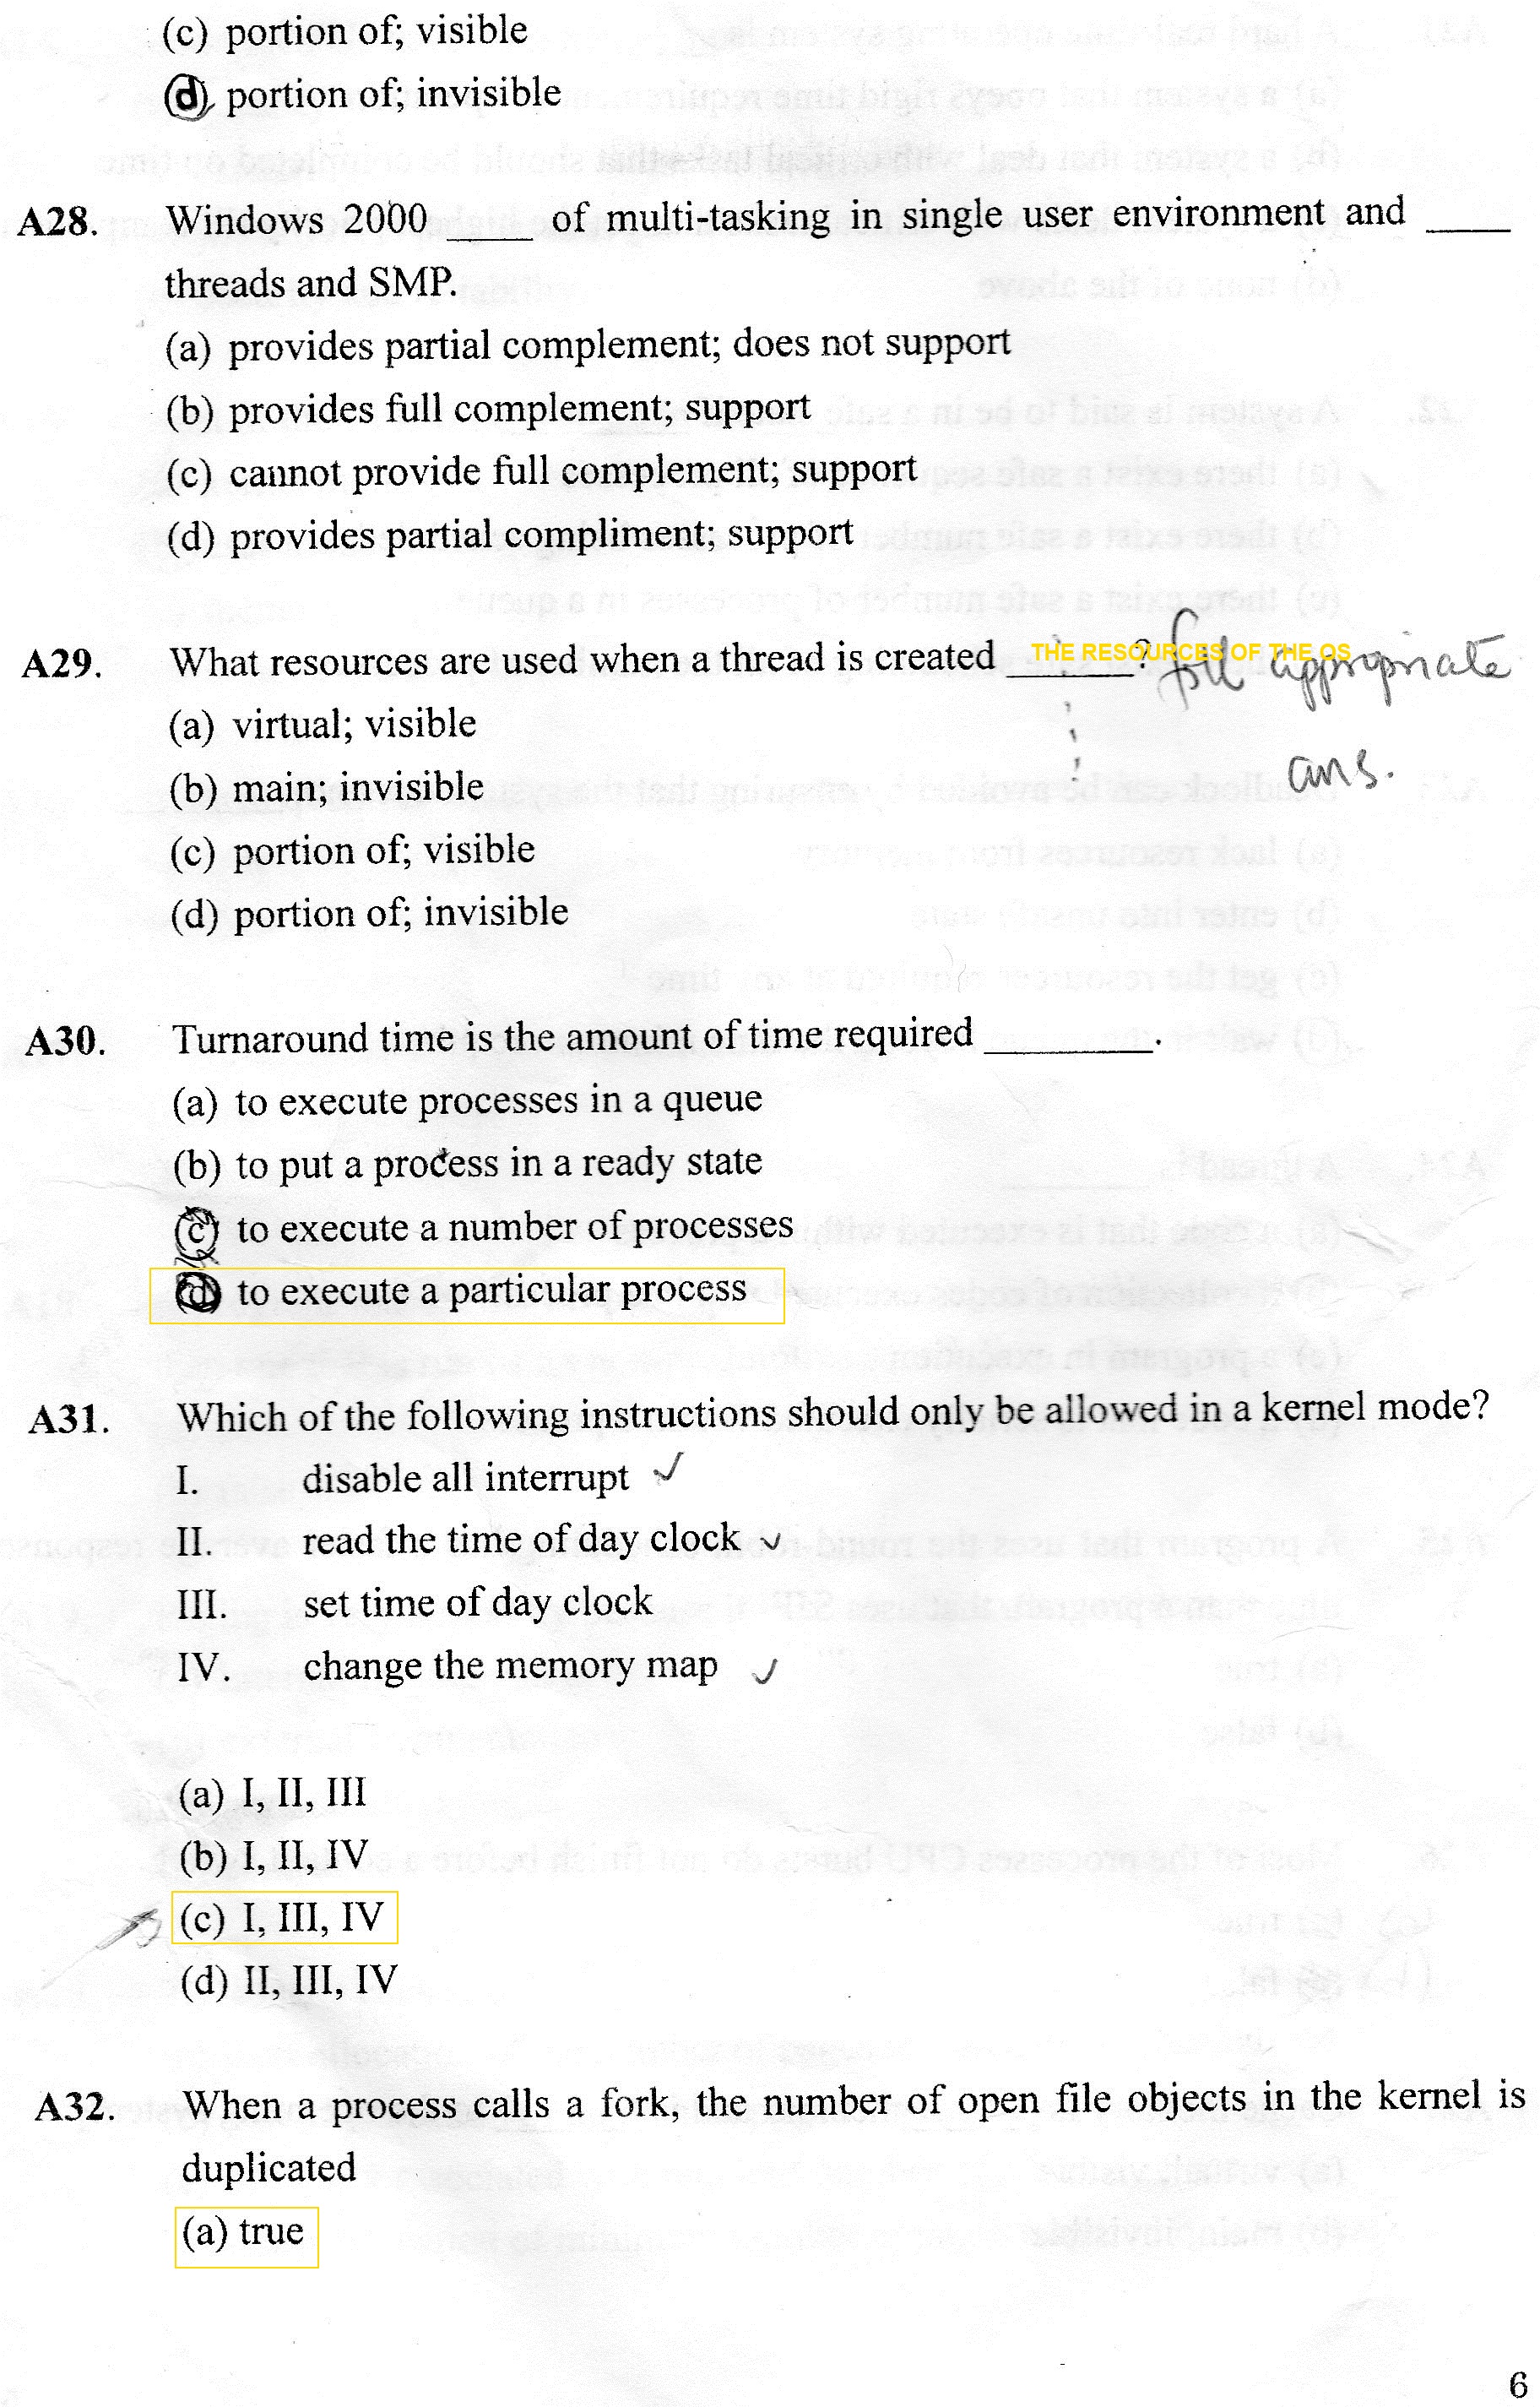 (c) portion of; visible
(d) portion of; invisible
A28. Windows 2000 ____ of multi-tasking in single user environment and ____
threads and SMP.
(a) provides partial complement; does not support
(b) provides full complement; support
(c) cannot provide full complement; support
(d) provides partial compliment; support
A29. What resources are used when a thread is created ______? THE RESOURCES OF THE OS fill appropriate
ans.
(a) virtual; visible
(b) main; invisible
(c) portion of; visible
(d) portion of; invisible
A30. Turnaround time is the amount of time required ________.
(a) to execute processes in a queue
(b) to put a process in a ready state
(c) to execute a number of processes
(d) to execute a particular process
A31. Which of the following instructions should only be allowed in a kernel mode?
I. disable all interrupt ✓
II. read the time of day clock ✓
III. set time of day clock
IV. change the memory map ✓
(a) I, II, III
(b) I, II, IV
(c) I, III, IV
(d) II, III, IV
A32. When a process calls a fork, the number of open file objects in the kernel is
duplicated
(a) true
6